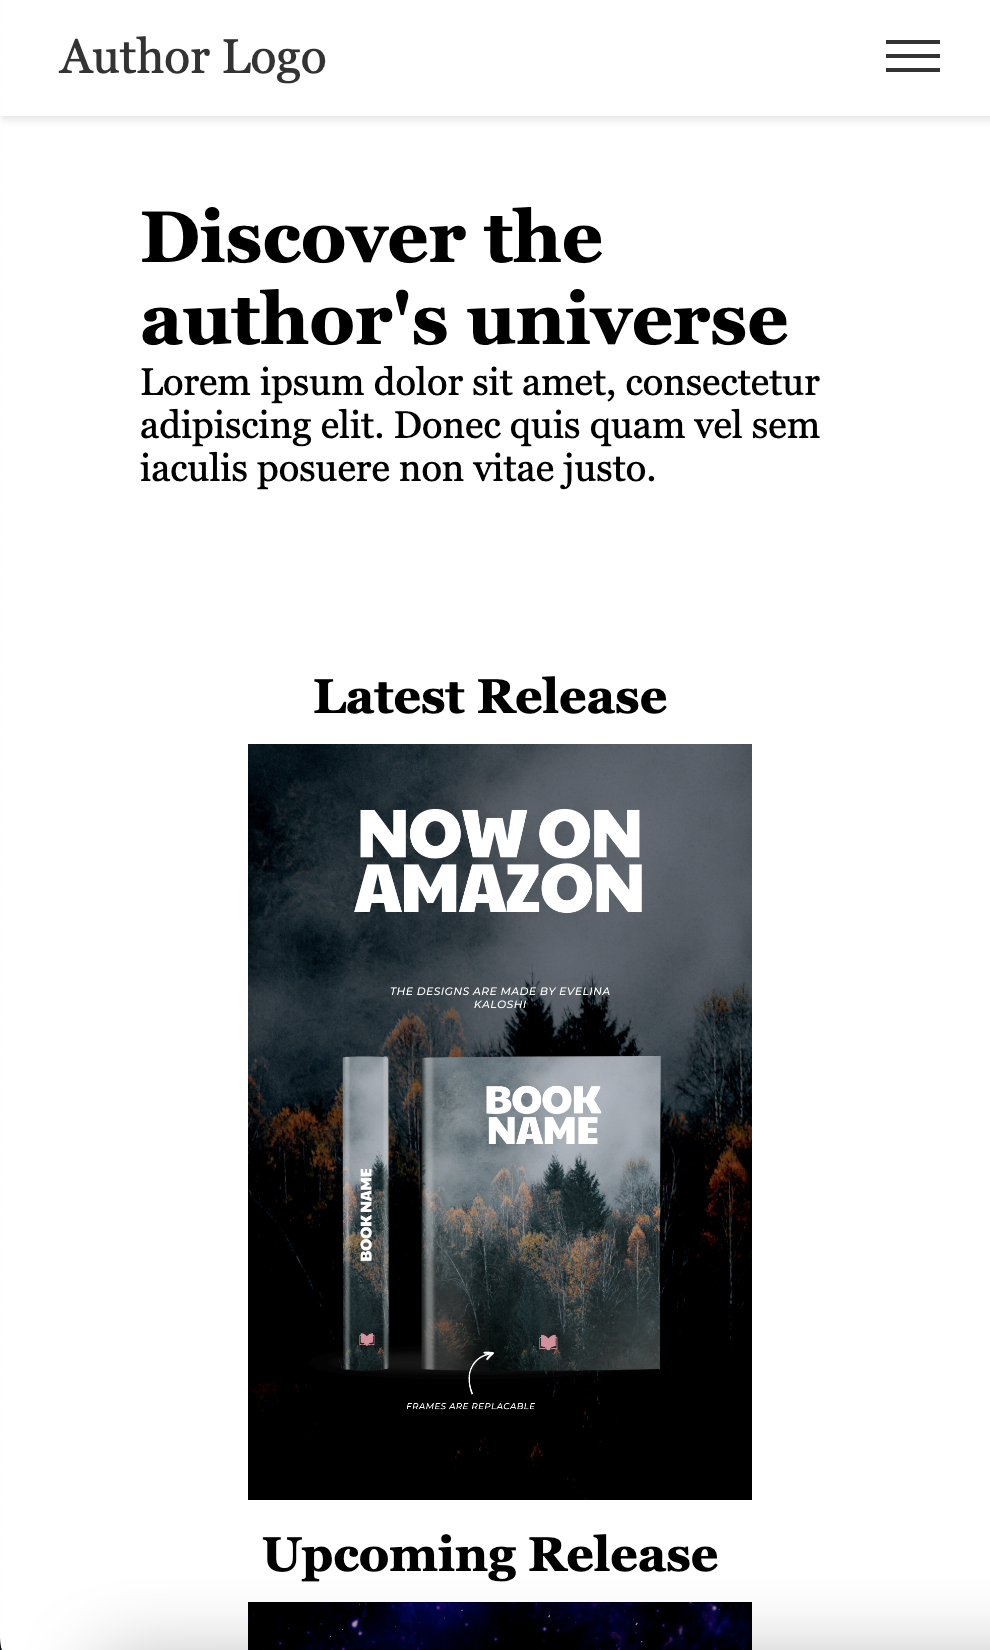 Author Logo
Discover the
author's universe
Lorem ipsum dolor sit amet, consectetur
adipiscing elit. Donec quis quam vel sem
iaculis posuere non vitae justo.
Latest Release
NOW ON
AMAZON
THE DESIGNS ARE MADE BY EVELINA
KALOSHI
BOOK
NAME
BOOK NAME
FRAMES ARE REPLACABLE
Upcoming Release